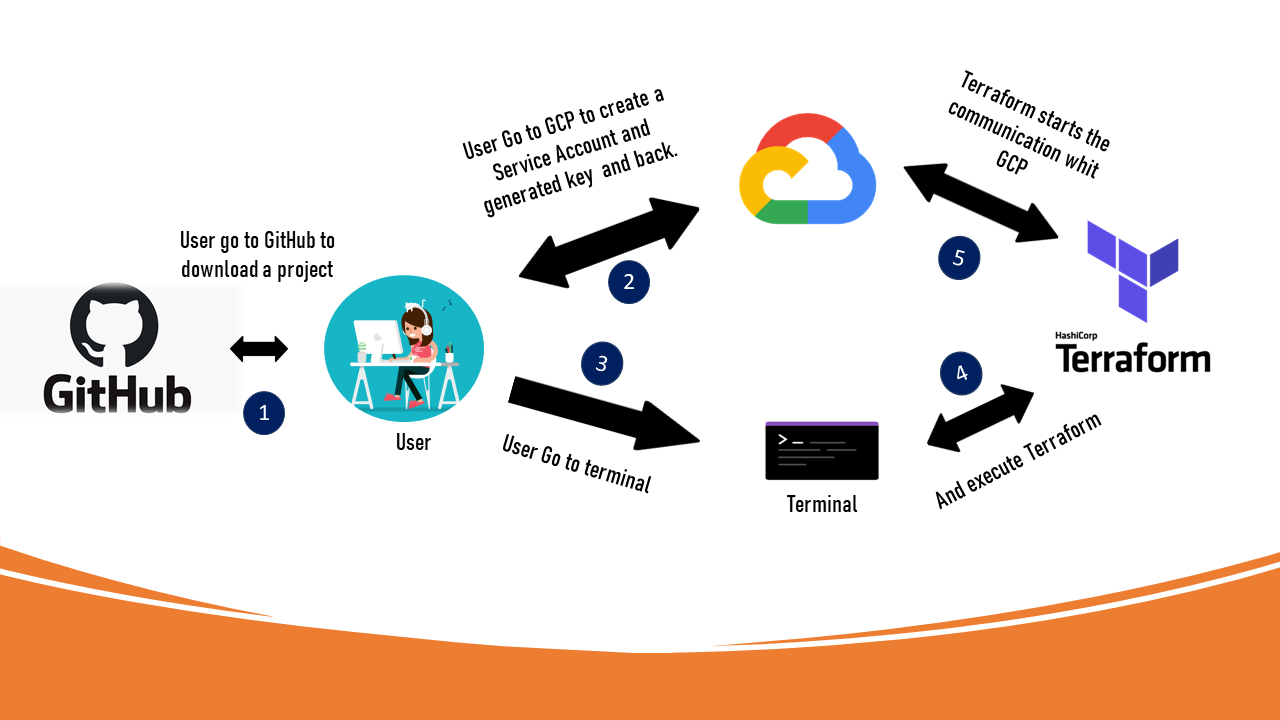 User go to GitHub to
download a project
GitHub
1
User
User Go to GCP to create a
Service Account and
generated key and back.
2
3
User Go to terminal
>_
Terminal
4
And execute Terraform
Terraform starts the
communication whit
GCP
5
HashiCorp
Terraform